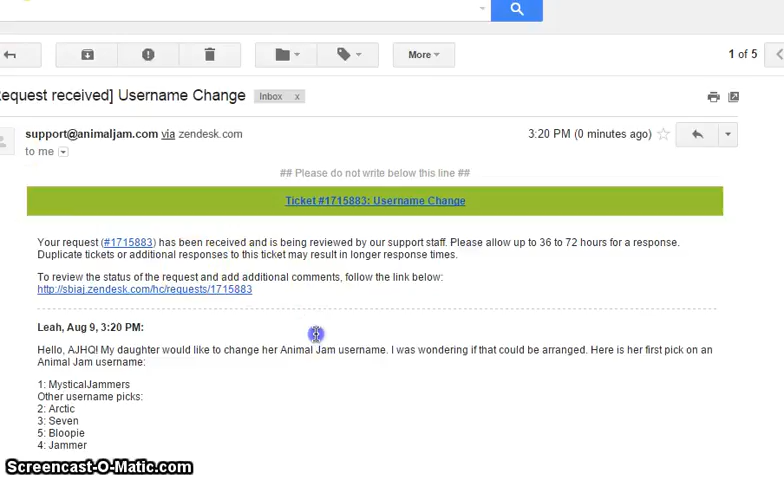 More
1 of 5
equest received] Username Change
Inbox x
support@animaljam.com via zendesk.com
3:20 PM (0 minutes ago)
to me
## Please do not write below this line ##
Ticket #1715883: Username Change
Your request (#1715883) has been received and is being reviewed by our support staff. Please allow up to 36 to 72 hours for a response.
Duplicate tickets or additional responses to this ticket may result in longer response times.
To review the status of the request and add additional comments, follow the link below:
http://sbiaj.zendesk.com/hc/requests/1715883
Leah, Aug 9, 3:20 PM:
Hello, AJHQ! My daughter would like to change her Animal Jam username. I was wondering if that could be arranged. Here is her first pick on an
Animal Jam username:
1: MysticalJammers
Other username picks:
2: Arctic
3: Seven
5: Bloopie
4: Jammer
Screencast-O-Matic.com